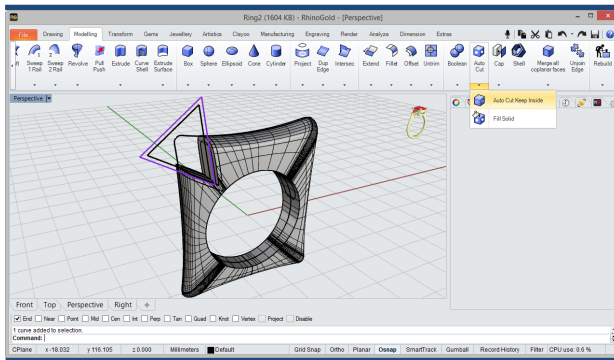 Ring2 (1604 KB) - RhinoGold - [Perspective]
File Drawing Modelling Transform Gems Jewellery Artistics Clayoo Manufacturing Engraving Render Analyze Dimension Extras
Sweep 1 Rail Sweep 2 Rail Revolve Pull Push Extrude Curve Shell Extrude Surface Box Sphere Ellipsoid Cone Cylinder Project Dup Edge Intersec Extend Fillet Offset Untrim Boolean Auto Cut Cap Shell Merge all coplanar faces Unjoin Edge Rebuild
Perspective
Auto Cut Keep Inside
Fill Solid
Front Top Perspective Right
End Near Point Mid Cen Int Perp Tan Quad Knot Vertex Project Disable
1 curve added to selection.
Command:
CPlane x -18.032 y 116.105 z 0.000 Millimeters Default Grid Snap Ortho Planar Osnap SmartTrack Gumball Record History Filter CPU use: 0.6 %